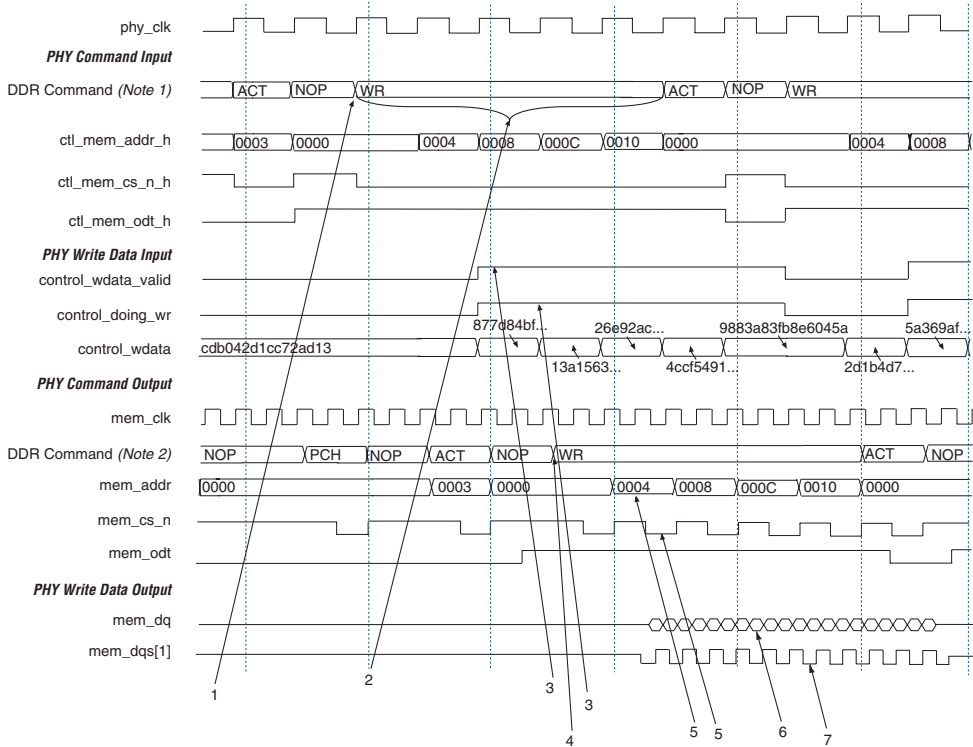 phy_clk
PHY Command Input
DDR Command (Note 1) ACT NOP WR ACT NOP WR
ctl_mem_addr_h 0003 0000 0004 0008 000C 0010 0000 0004 0008
ctl_mem_cs_n_h
ctl_mem_odt_h
PHY Write Data Input
control_wdata_valid
control_doing_wr
877d84bf... 26e92ac... 9883a83fb8e6045a 5a369af...
control_wdata cdb042d1cc72ad13
13a1563... 4ccf5491... 2d1b4d7...
PHY Command Output
mem_clk
DDR Command (Note 2) NOP PCH NOP ACT NOP WR ACT NOP
mem_addr 0000 0003 0000 0004 0008 000C 0010 0000
mem_cs_n
mem_odt
PHY Write Data Output
mem_dq
mem_dqs[1]
1 2 3 4 3 5 5 6 7